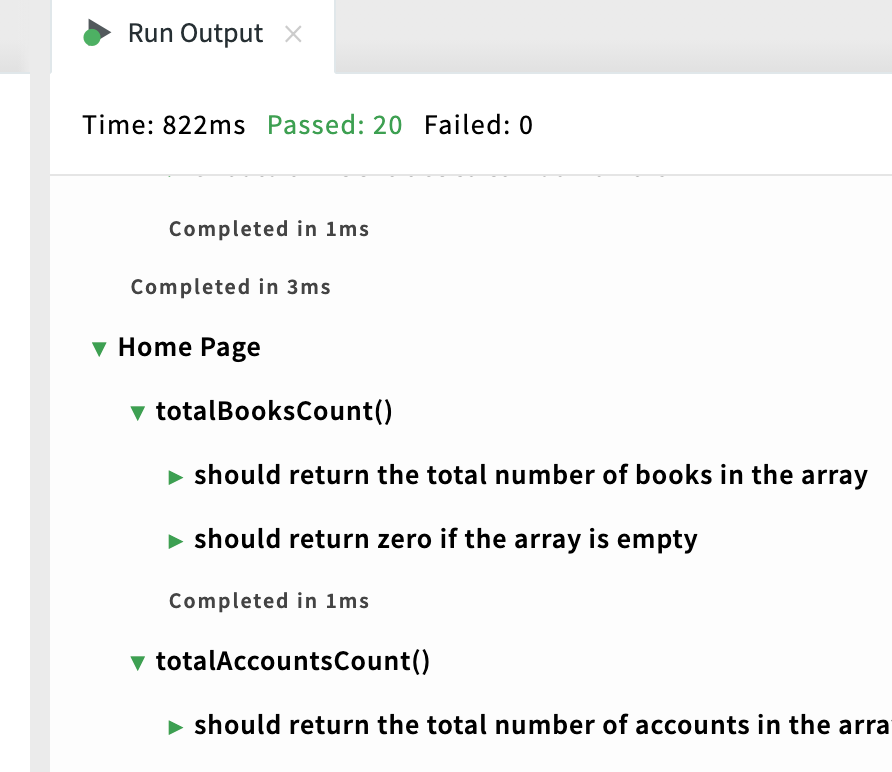 Run Output ×
Time: 822ms Passed: 20 Failed: 0
Completed in 1ms
Completed in 3ms
▼ Home Page
▼ totalBooksCount()
▶ should return the total number of books in the array
▶ should return zero if the array is empty
Completed in 1ms
▼ totalAccountsCount()
▶ should return the total number of accounts in the arra